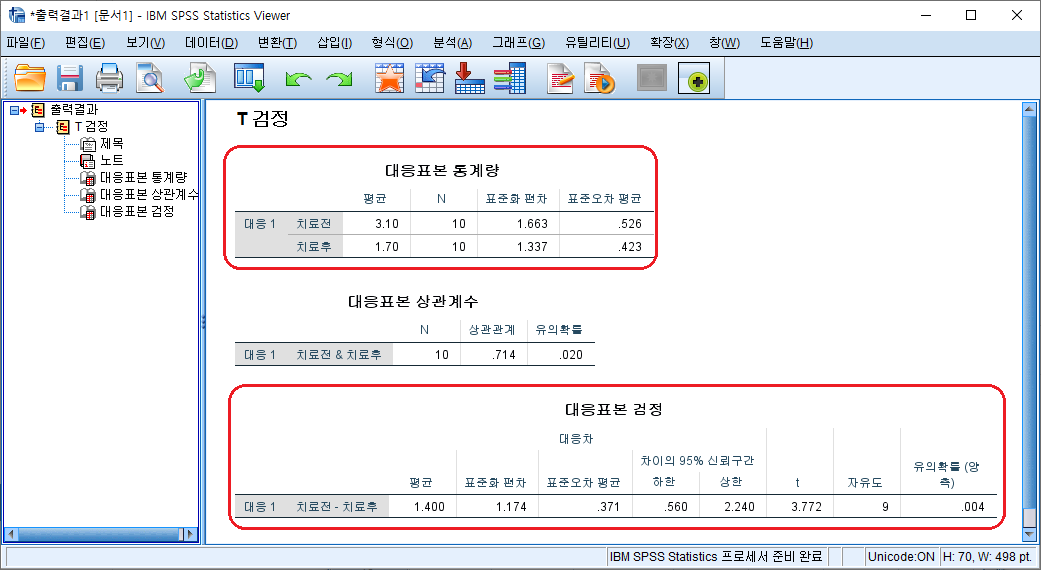 *출력결과1 [문서1] - IBM SPSS Statistics Viewer
파일(F) 편집(E) 보기(V) 데이터(D) 변환(T) 삽입(I) 형식(O) 분석(A) 그래프(G) 유틸리티(U) 확장(X) 창(W) 도움말(H)
출력결과
T 검정
제목
노트
대응표본 통계량
대응표본 상관계수
대응표본 검정
T 검정
대응표본 통계량
평균 N 표준화 편차 표준오차 평균
대응 1 치료전 3.10 10 1.663 .526
치료후 1.70 10 1.337 .423
대응표본 상관계수
N 상관관계 유의확률
대응 1 치료전 & 치료후 10 .714 .020
대응표본 검정
대응차
차이의 95% 신뢰구간
평균 표준화 편차 표준오차 평균 하한 상한 t 자유도 유의확률 (양
측)
대응 1 치료전 - 치료후 1.400 1.174 .371 .560 2.240 3.772 9 .004
IBM SPSS Statistics 프로세서 준비 완료 Unicode:ON H: 70, W: 498 pt.